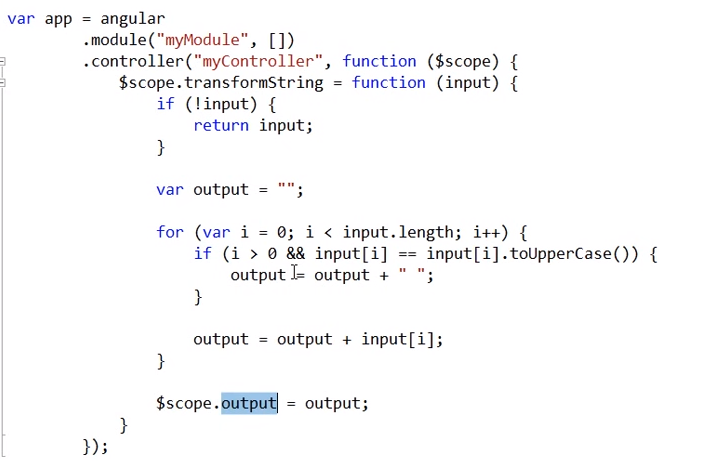 var app = angular
.module("myModule", [])
.controller("myController", function ($scope) {
$scope.transformString = function (input) {
if (!input) {
return input;
}
var output = "";
for (var i = 0; i < input.length; i++) {
if (i > 0 && input[i] == input[i].toUpperCase()) {
output = output + " ";
}
output = output + input[i];
}
$scope.output = output;
}
});